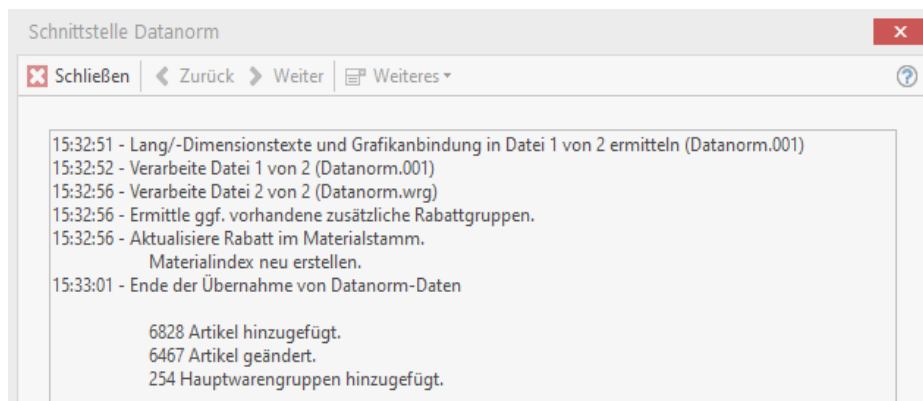 Schnittstelle Datanorm
Schließen Zurück Weiter Weiteres
15:32:51 - Lang/-Dimensionstexte und Grafikanbindung in Datei 1 von 2 ermitteln (Datanorm.001)
15:32:52 - Verarbeite Datei 1 von 2 (Datanorm.001)
15:32:56 - Verarbeite Datei 2 von 2 (Datanorm.wrg)
15:32:56 - Ermittle ggf. vorhandene zusätzliche Rabattgruppen.
15:32:56 - Aktualisiere Rabatt im Materialstamm.
Materialindex neu erstellen.
15:33:01 - Ende der Übernahme von Datanorm-Daten
6828 Artikel hinzugefügt.
6467 Artikel geändert.
254 Hauptwarengruppen hinzugefügt.